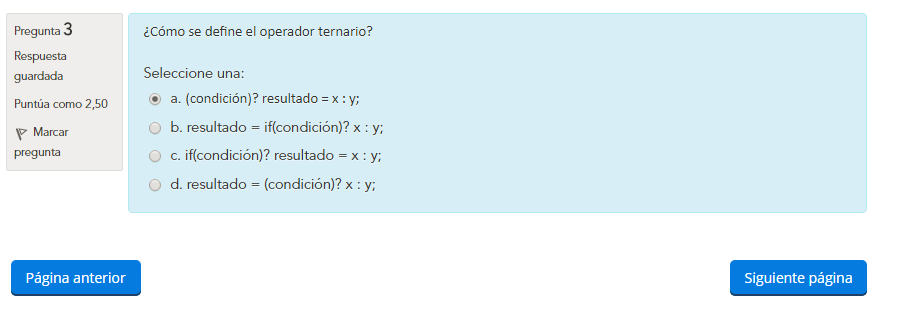 Pregunta 3
Respuesta
guardada
Puntúa como 2,50
Marcar
pregunta
¿Cómo se define el operador ternario?
Seleccione una:
a. (condición)? resultado = x : y;
b. resultado = if(condición)? x : y;
c. if(condición)? resultado = x : y;
d. resultado = (condición)? x : y;
Página anterior
Siguiente página